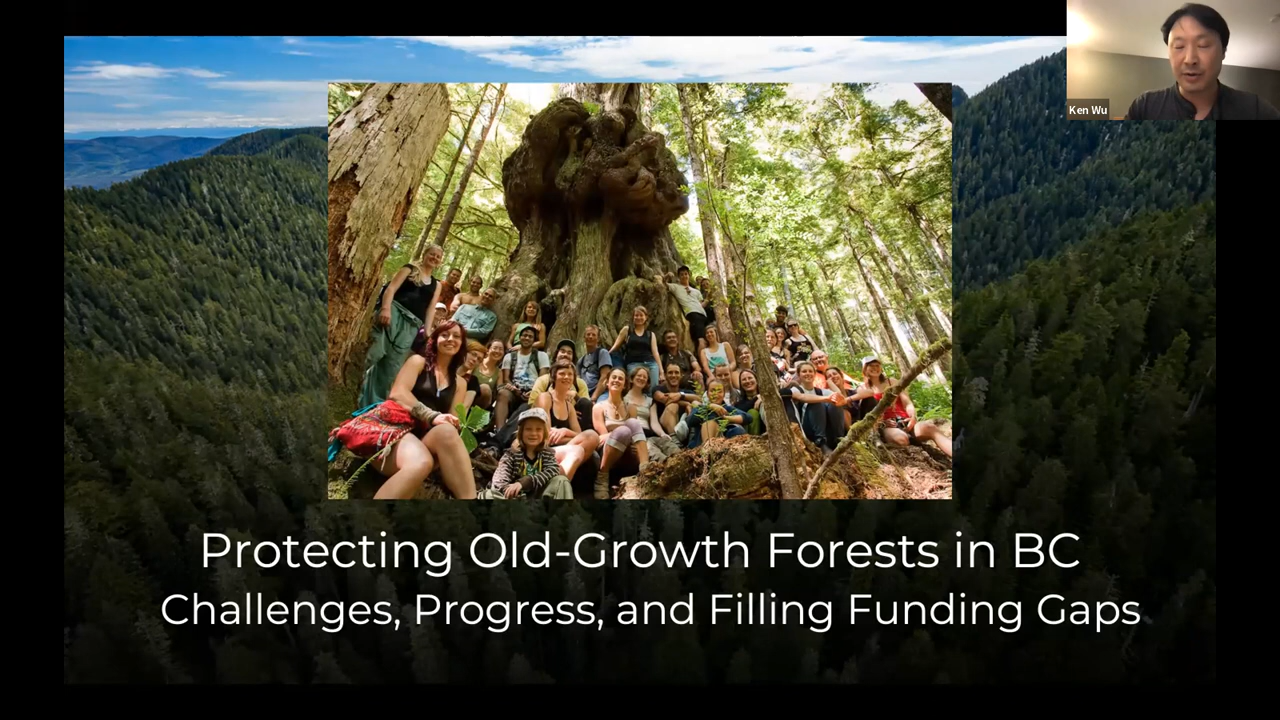 Ken Wu
Protecting Old-Growth Forests in BC
Challenges, Progress, and Filling Funding Gaps